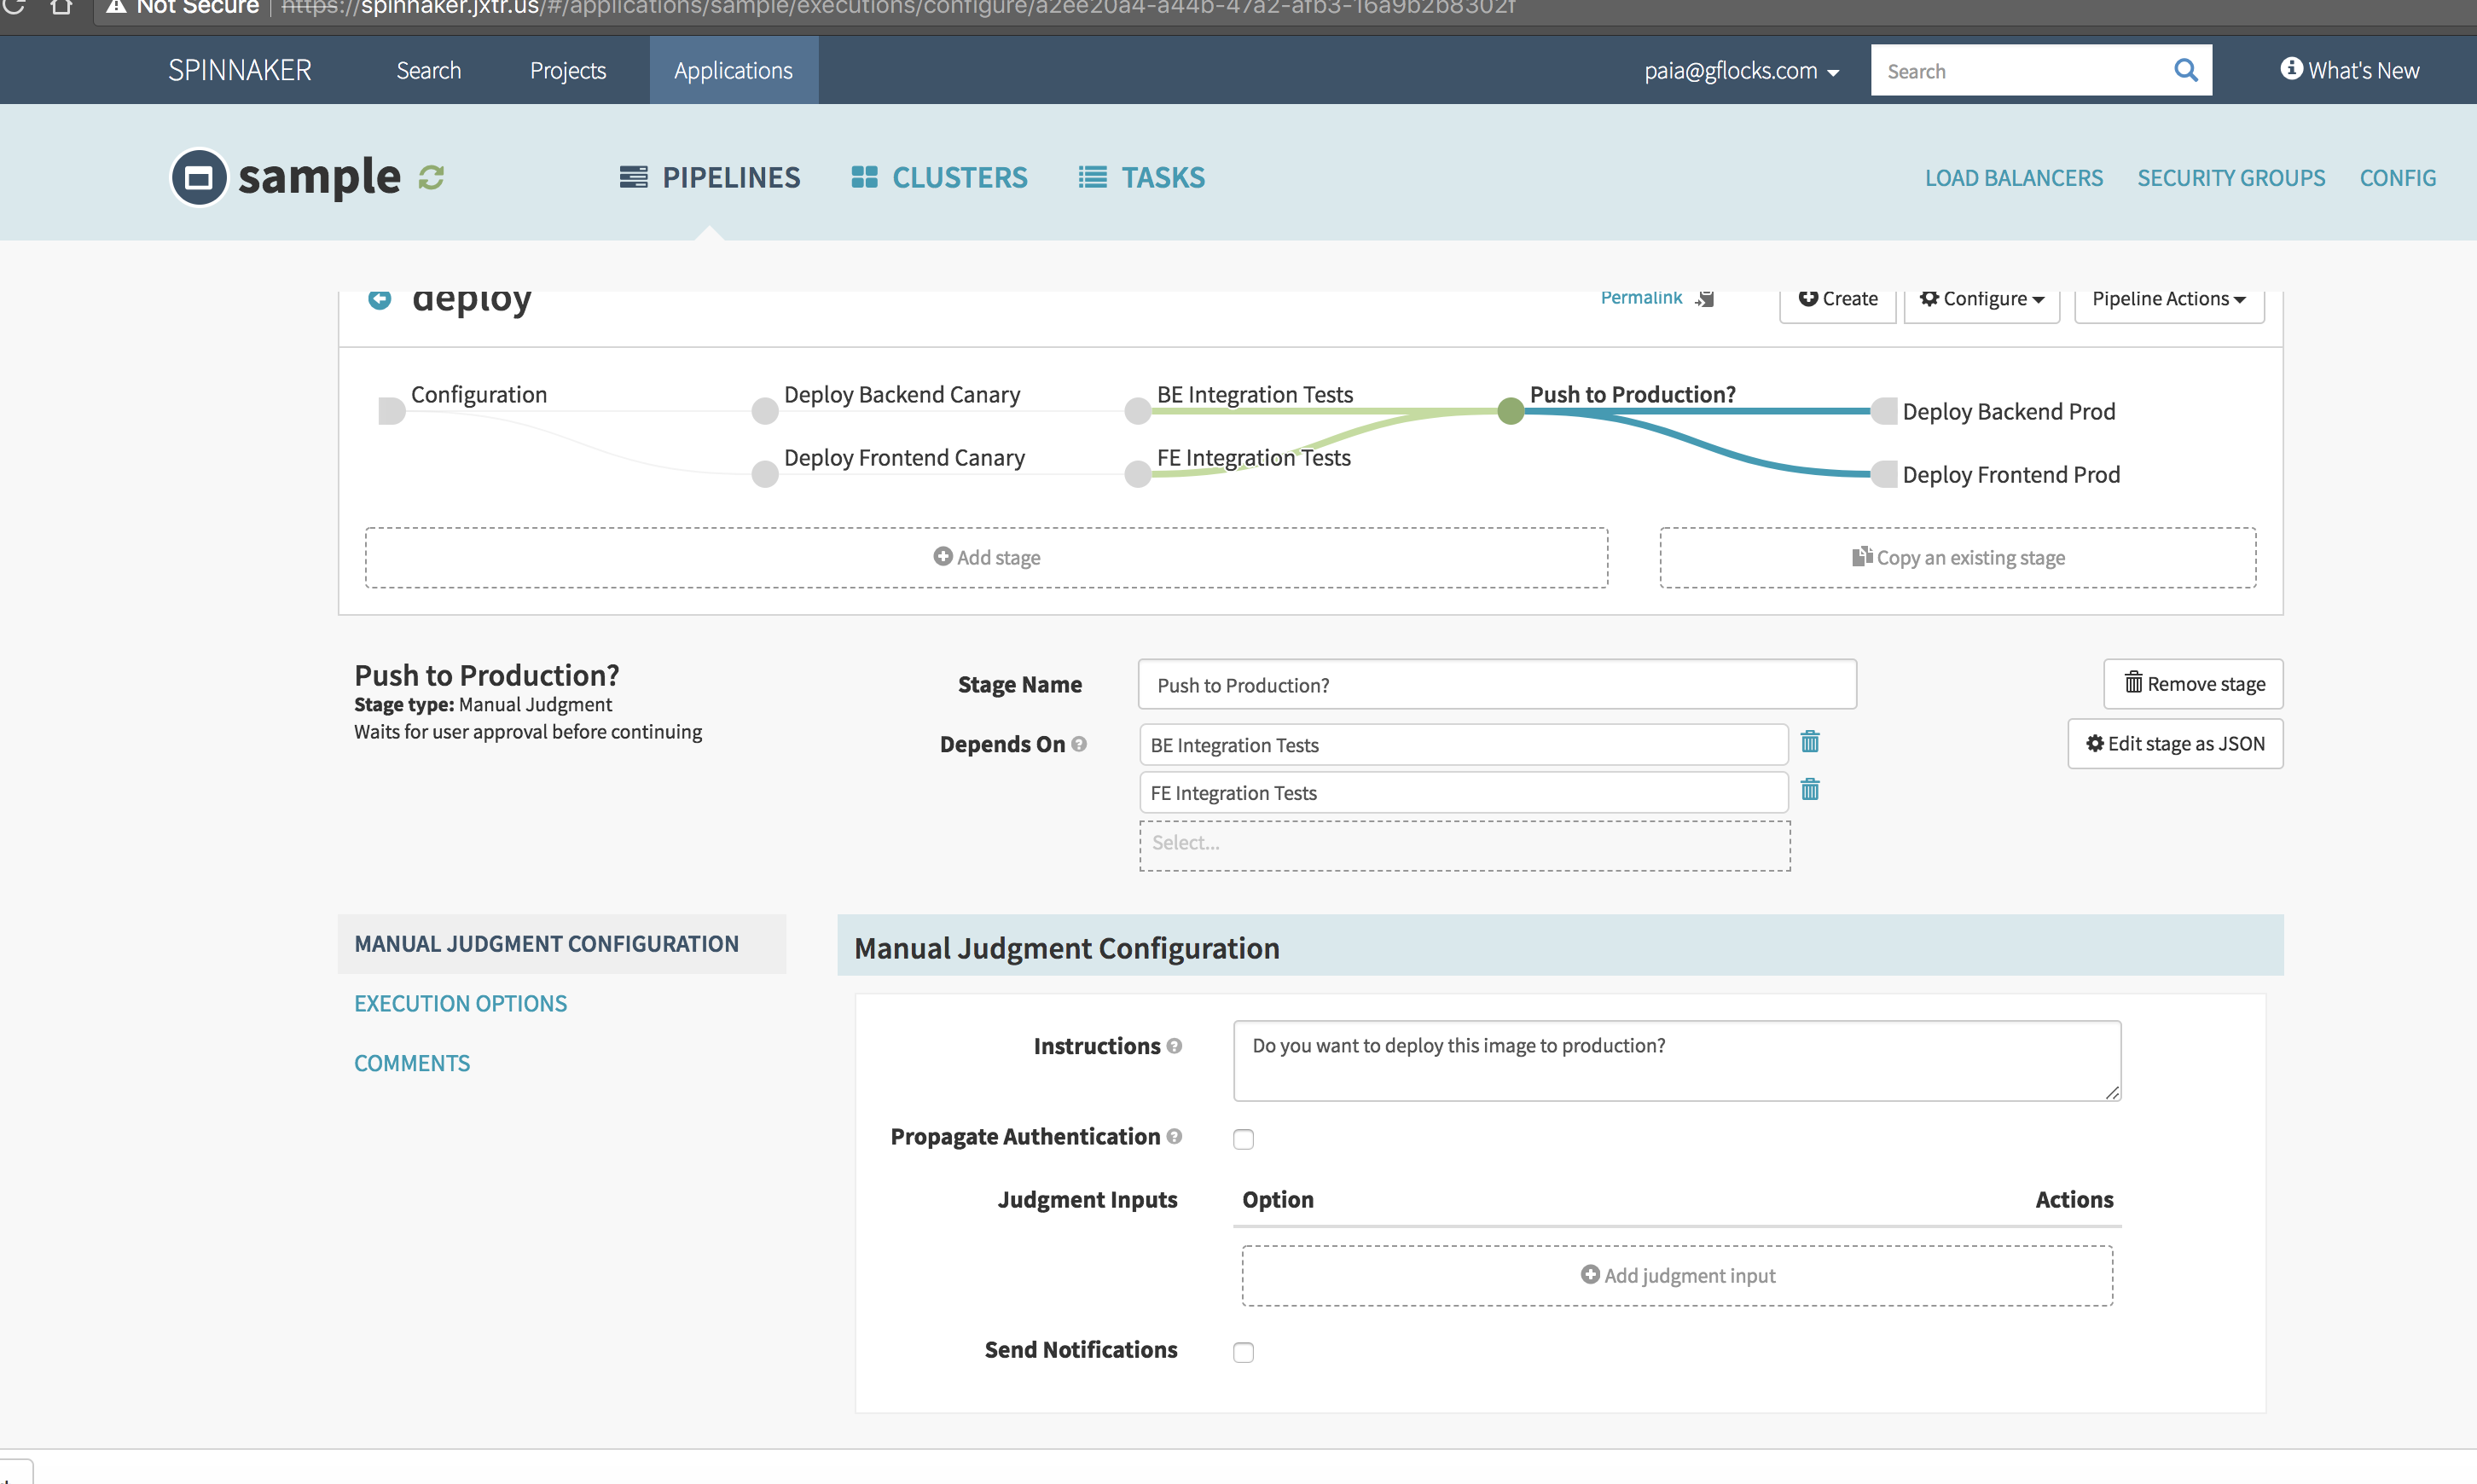 Not Secure https://spinnaker.jxtr.us/#/applications/sample/executions/configure/a2ee20a4-a44b-47a2-afb3-16a9b2b8302f
SPINNAKER Search Projects Applications paia@gflocks.com Search What's New
sample PIPELINES CLUSTERS TASKS LOAD BALANCERS SECURITY GROUPS CONFIG
deploy Permalink Create Configure Pipeline Actions
Configuration Deploy Backend Canary BE Integration Tests Push to Production? Deploy Backend Prod
Deploy Frontend Canary FE Integration Tests Deploy Frontend Prod
Add stage Copy an existing stage
Push to Production? Stage Name Push to Production? Remove stage
Stage type: Manual Judgment
Waits for user approval before continuing Depends On BE Integration Tests Edit stage as JSON
FE Integration Tests
Select...
MANUAL JUDGMENT CONFIGURATION Manual Judgment Configuration
EXECUTION OPTIONS
Instructions Do you want to deploy this image to production?
COMMENTS
Propagate Authentication
Judgment Inputs Option Actions
Add judgment input
Send Notifications